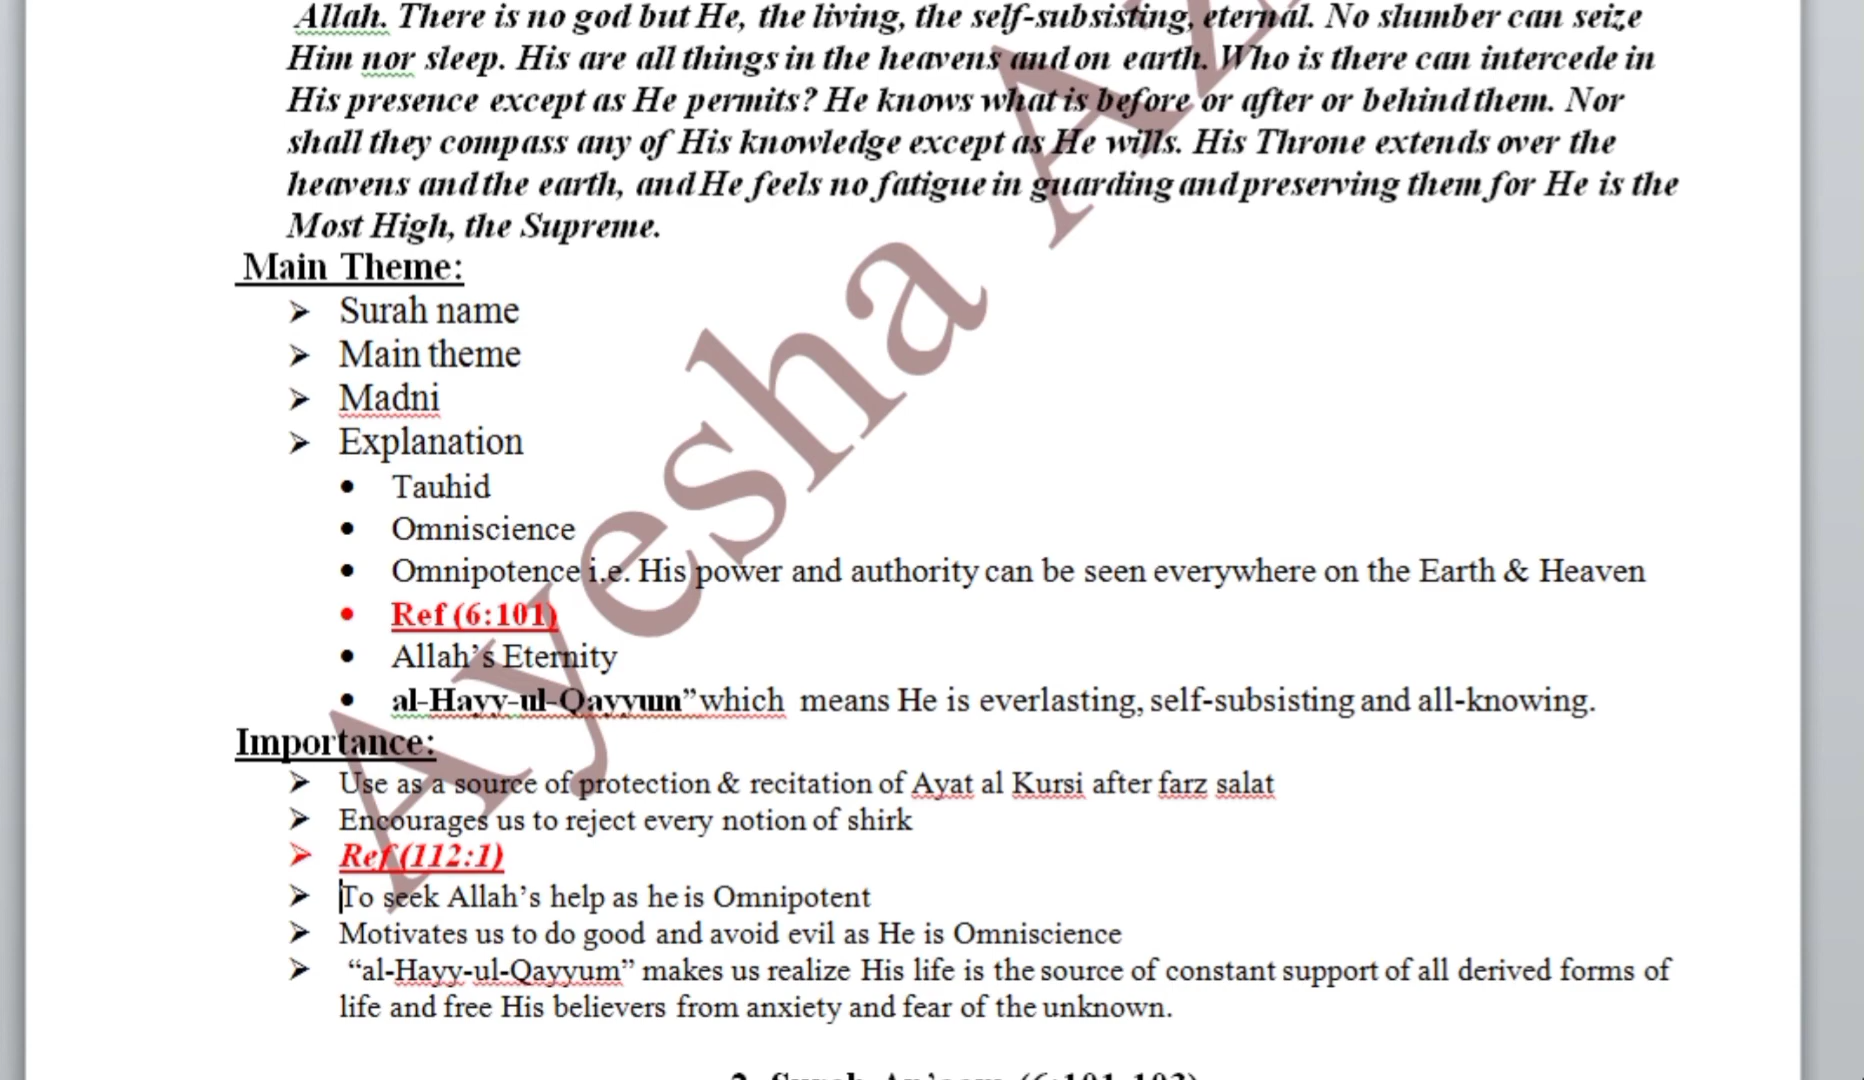 Allah. There is no god but He, the living, the self-subsisting, eternal. No slumber can seize
Him nor sleep. His are all things in the heavens and on earth. Who is there can intercede in
His presence except as He permits? He knows what is before or after or behind them. Nor
shall they compass any of His knowledge except as He wills. His Throne extends over the
heavens and the earth, and He feels no fatigue in guarding and preserving them for He is the
Most High, the Supreme.
Main Theme:
➢ Surah name
➢ Main theme
➢ Madni
➢ Explanation
• Tauhid
• Omniscience
• Omnipotence i.e. His power and authority can be seen everywhere on the Earth & Heaven
• Ref (6:101)
• Allah’s Eternity
• al-Hayy-ul-Qayyum” which means He is everlasting, self-subsisting and all-knowing.
Importance:
➢ Use as a source of protection & recitation of Ayat al Kursi after farz salat
➢ Encourages us to reject every notion of shirk
➢ Ref (112:1)
➢ To seek Allah’s help as he is Omnipotent
➢ Motivates us to do good and avoid evil as He is Omniscience
➢ “al-Hayy-ul-Qayyum” makes us realize His life is the source of constant support of all derived forms of
life and free His believers from anxiety and fear of the unknown.
2. Surah An’aam (6:101-103)
Ayesha Az